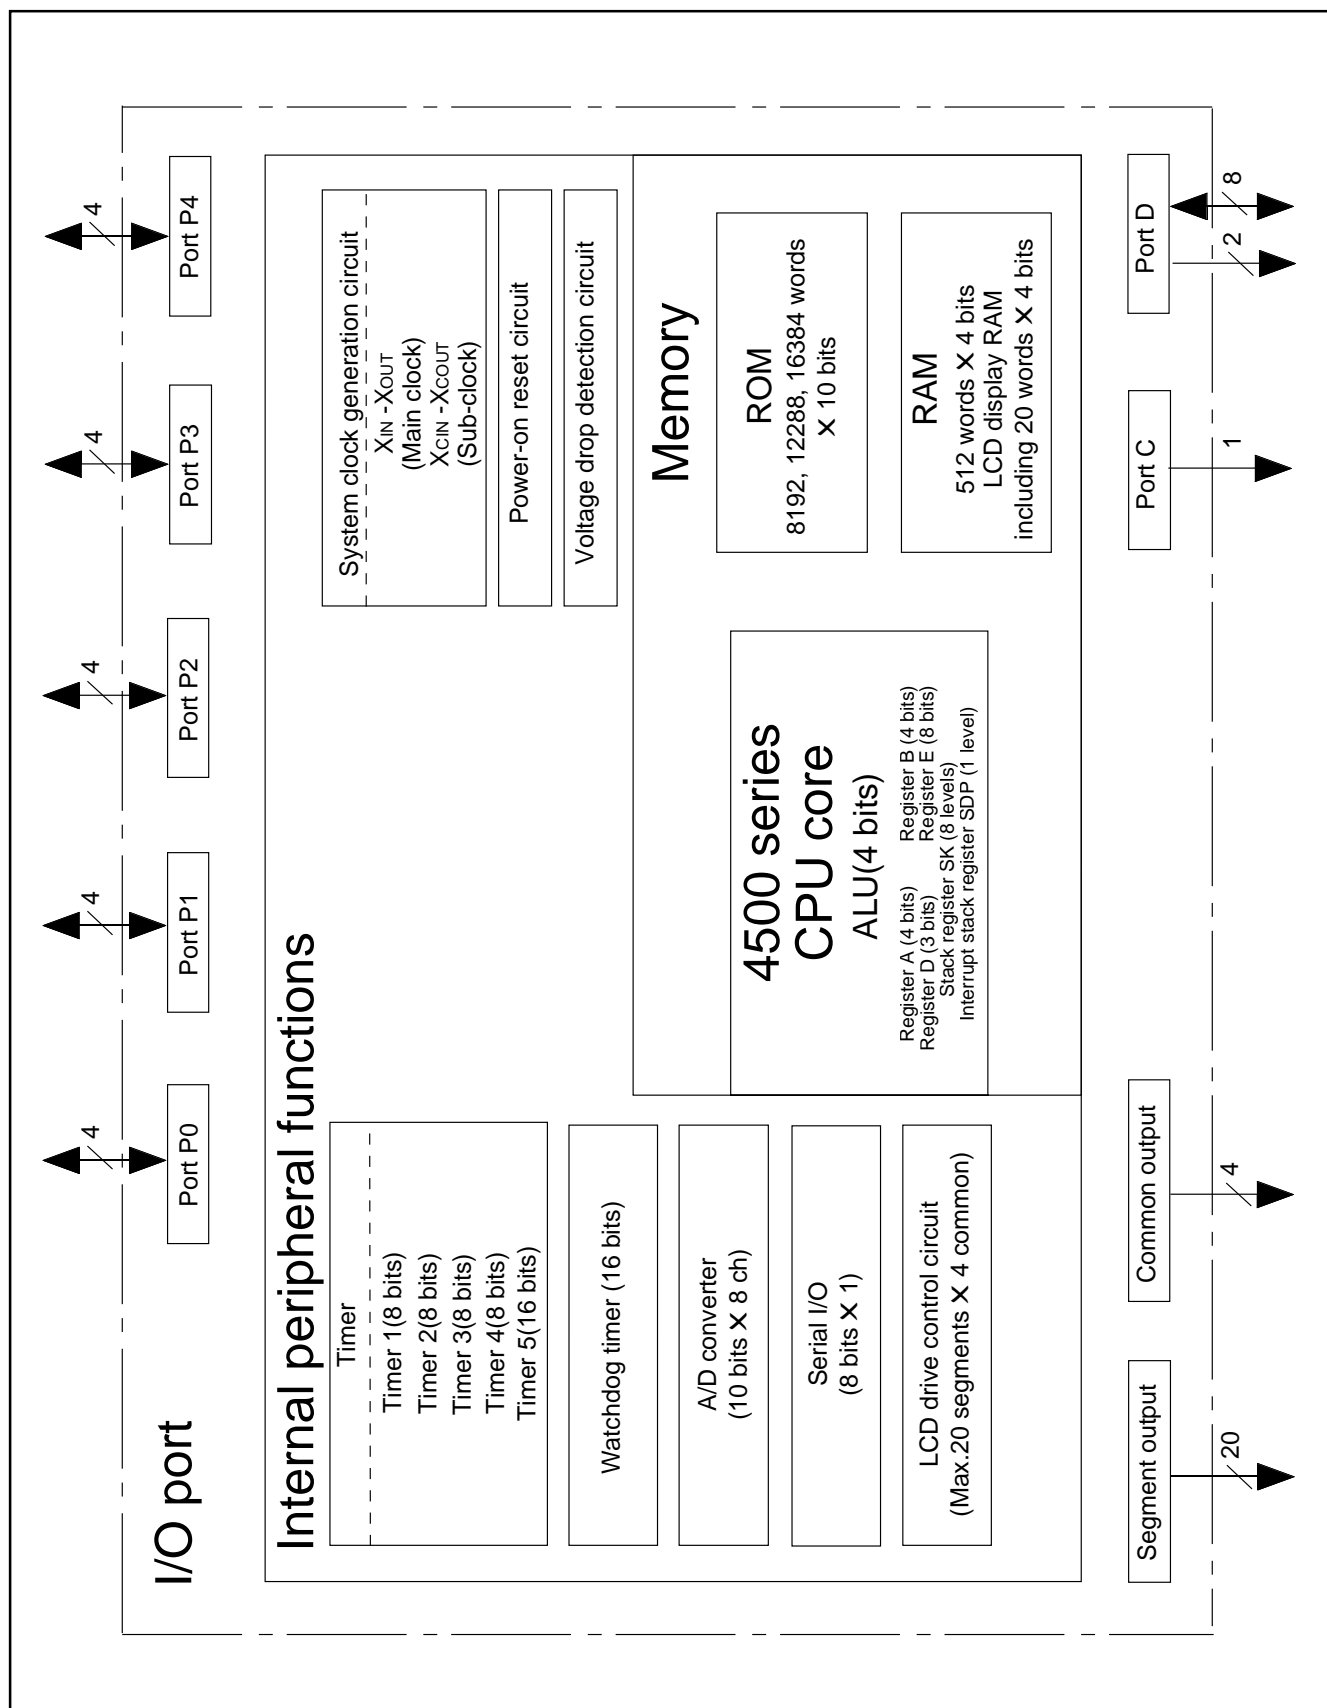 I/O port
4
4
4
4
4
Port P0
Port P1
Port P2
Port P3
Port P4
Internal peripheral functions
Timer
Timer 1(8 bits)
Timer 2(8 bits)
Timer 3(8 bits)
Timer 4(8 bits)
Timer 5(16 bits)
Watchdog timer (16 bits)
A/D converter
(10 bits X 8 ch)
Serial I/O
(8 bits X 1)
LCD drive control circuit
(Max.20 segments X 4 common)
System clock generation circuit
XIN -XOUT
(Main clock)
XCIN -XCOUT
(Sub-clock)
Power-on reset circuit
Voltage drop detection circuit
4500 series
CPU core
ALU(4 bits)
Register A (4 bits) Register B (4 bits)
Register D (3 bits) Register E (8 bits)
Stack register SK (8 levels)
Interrupt stack register SDP (1 level)
Memory
ROM
8192, 12288, 16384 words
X 10 bits
RAM
512 words X 4 bits
LCD display RAM
including 20 words X 4 bits
Segment output
Common output
Port C
Port D
20
4
1
2
8